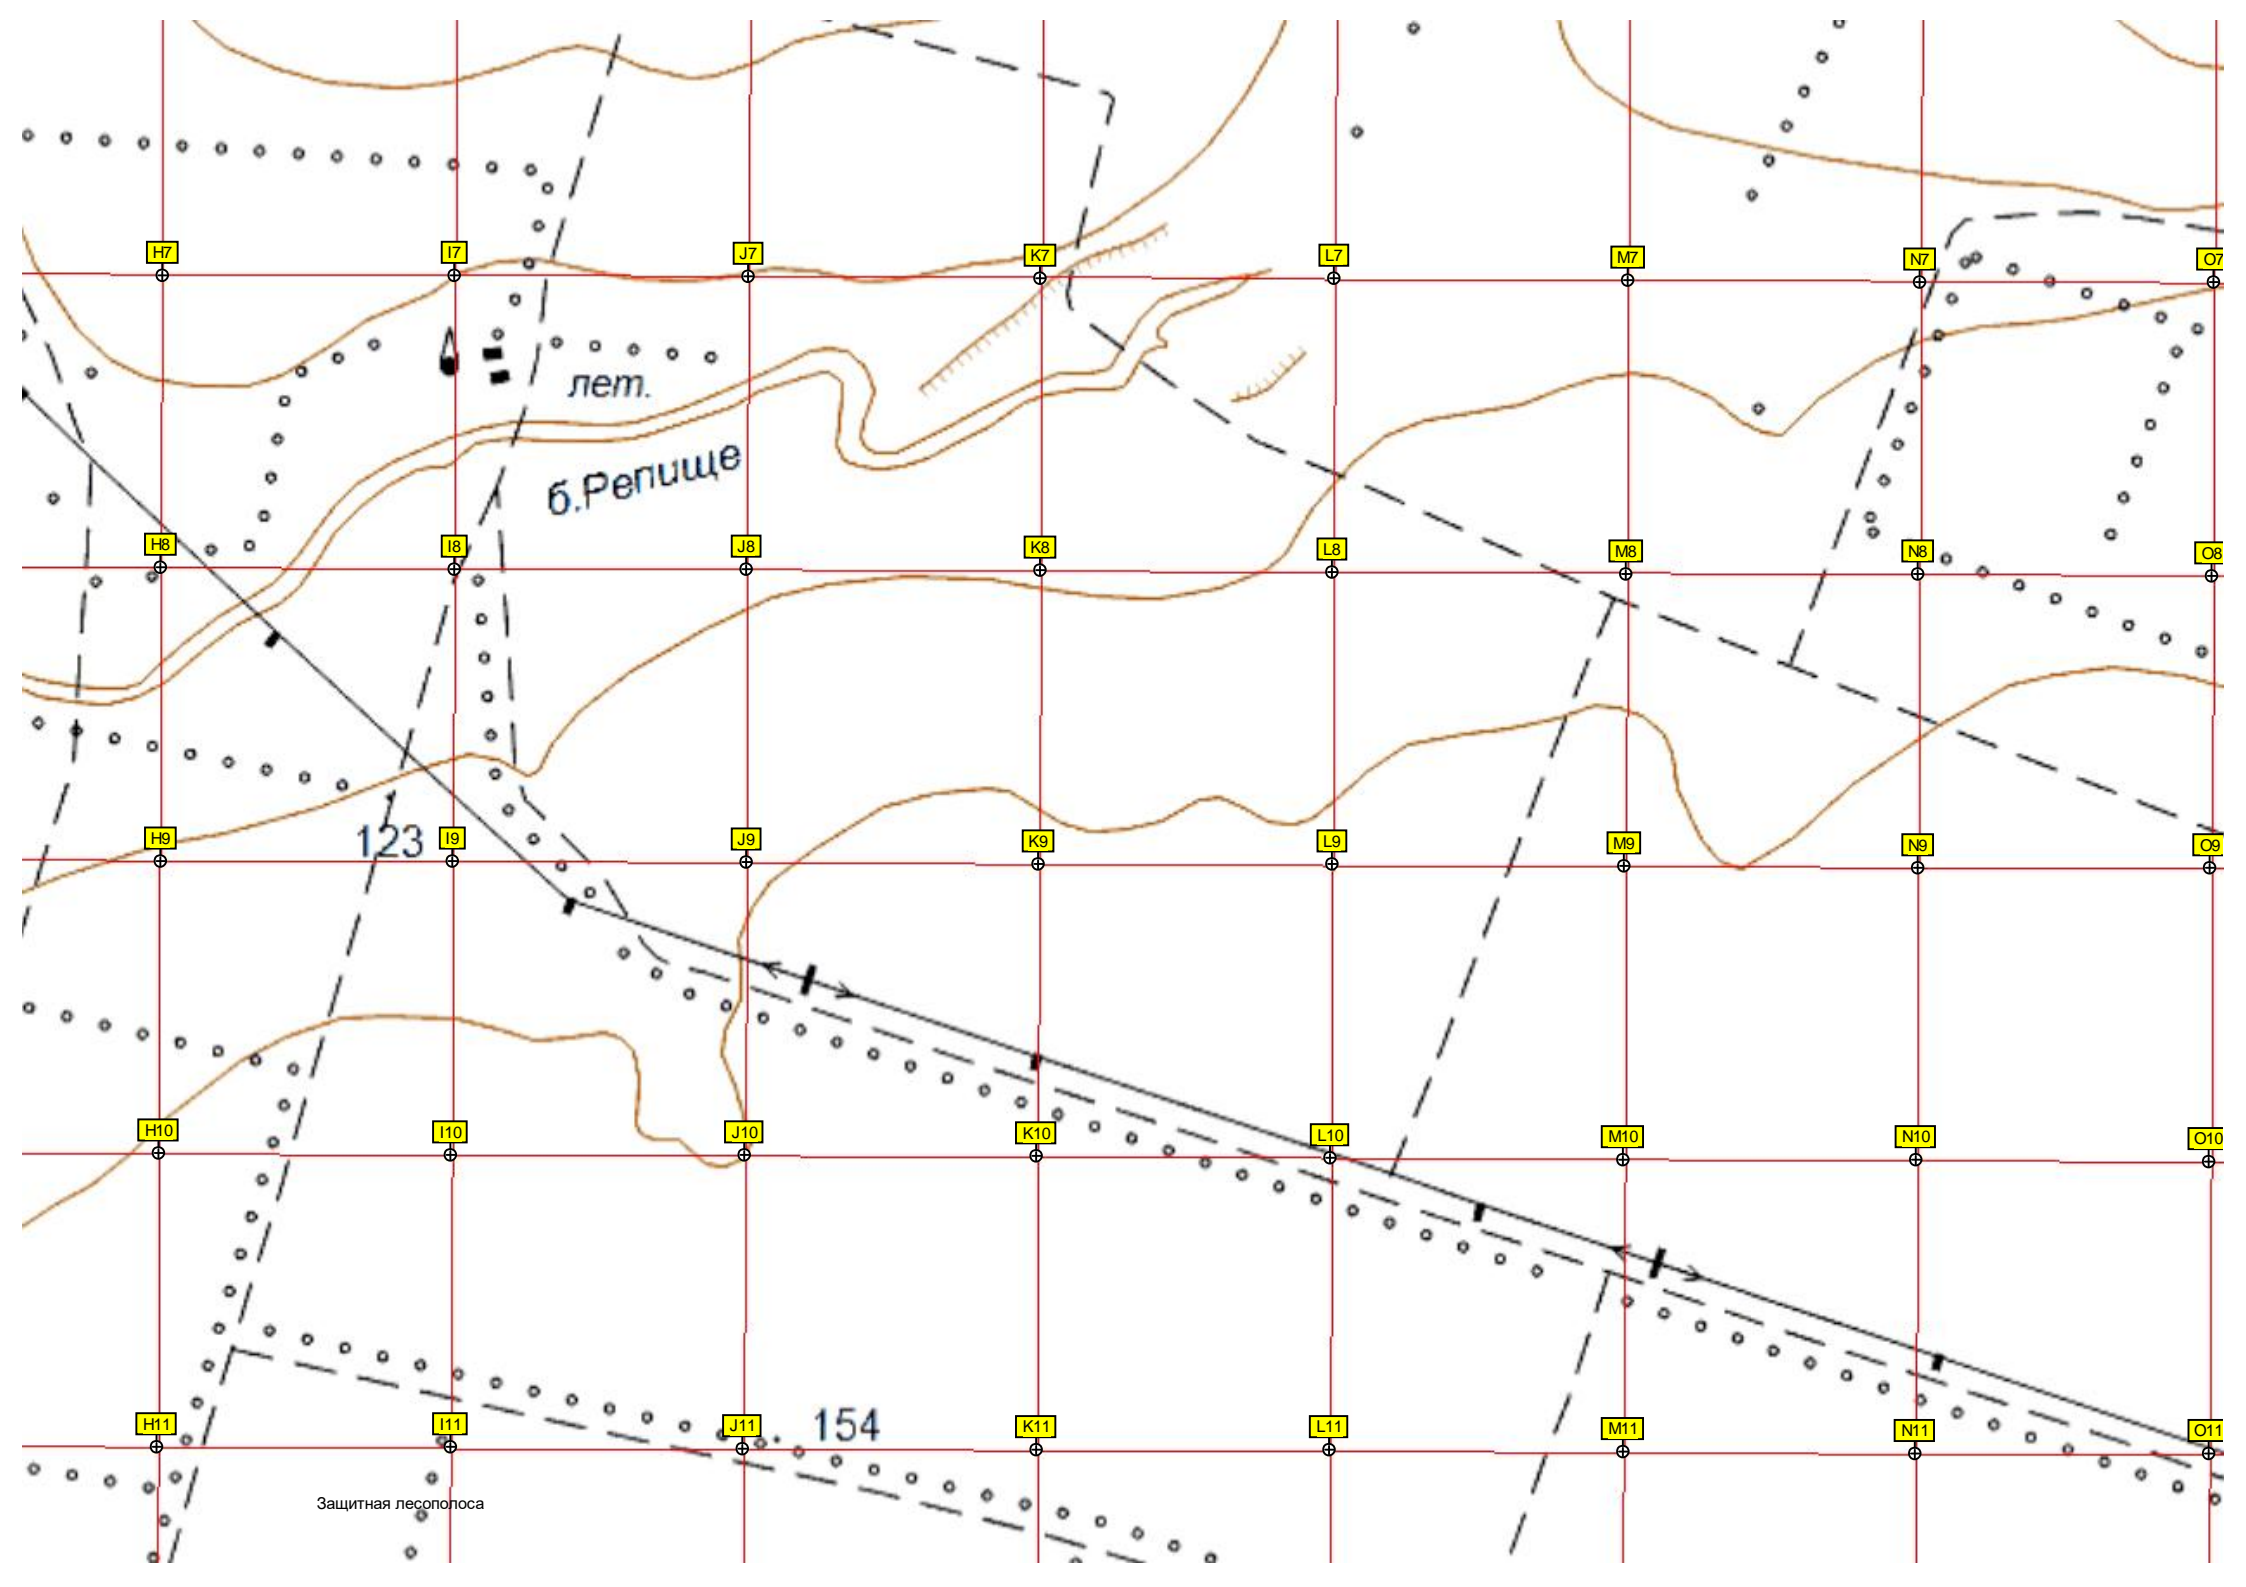 H7 I7 J7 K7 L7 M7 N7 O7
лет.
б.Репище
H8 I8 J8 K8 L8 M8 N8 O8
123
H9 I9 J9 K9 L9 M9 N9 O9
H10 I10 J10 K10 L10 M10 N10 O10
154
H11 I11 J11 K11 L11 M11 N11 O11
Защитная лесополоса